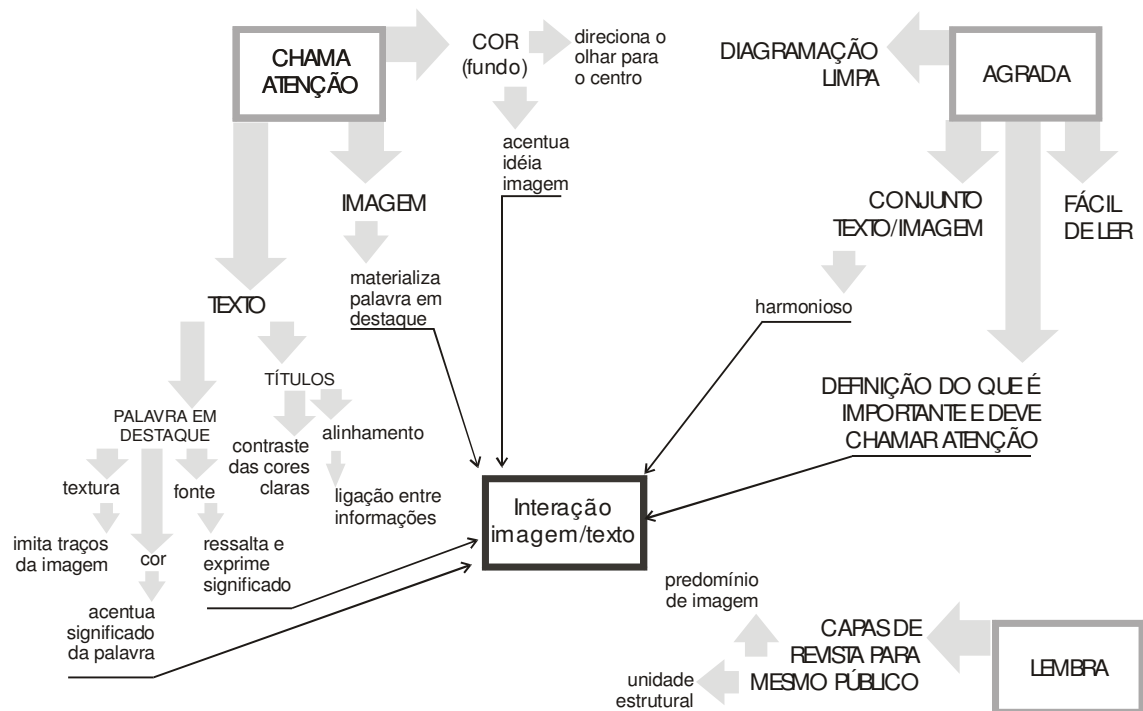 CHAMA
ATENÇÃO
COR
(fundo)
direciona o
olhar para
o centro
acentua
idéia
imagem
IMAGEM
materializa
palavra em
destaque
TEXTO
TÍTULOS
contraste
das cores
claras
alinhamento
ligação entre
informações
PALAVRA EM
DESTAQUE
textura
imita traços
da imagem
cor
acentua
significado
da palavra
fonte
ressalta e
exprime
significado
AGRADA
DIAGRAMAÇÃO
LIMPA
CONJUNTO
TEXTO/IMAGEM
harmonioso
FÁCIL
DE LER
DEFINIÇÃO DO QUE É
IMPORTANTE E DEVE
CHAMAR ATENÇÃO
Interação
imagem/texto
LEMBRA
CAPAS DE
REVISTA PARA
MESMO PÚBLICO
predomínio
de imagem
unidade
estrutural